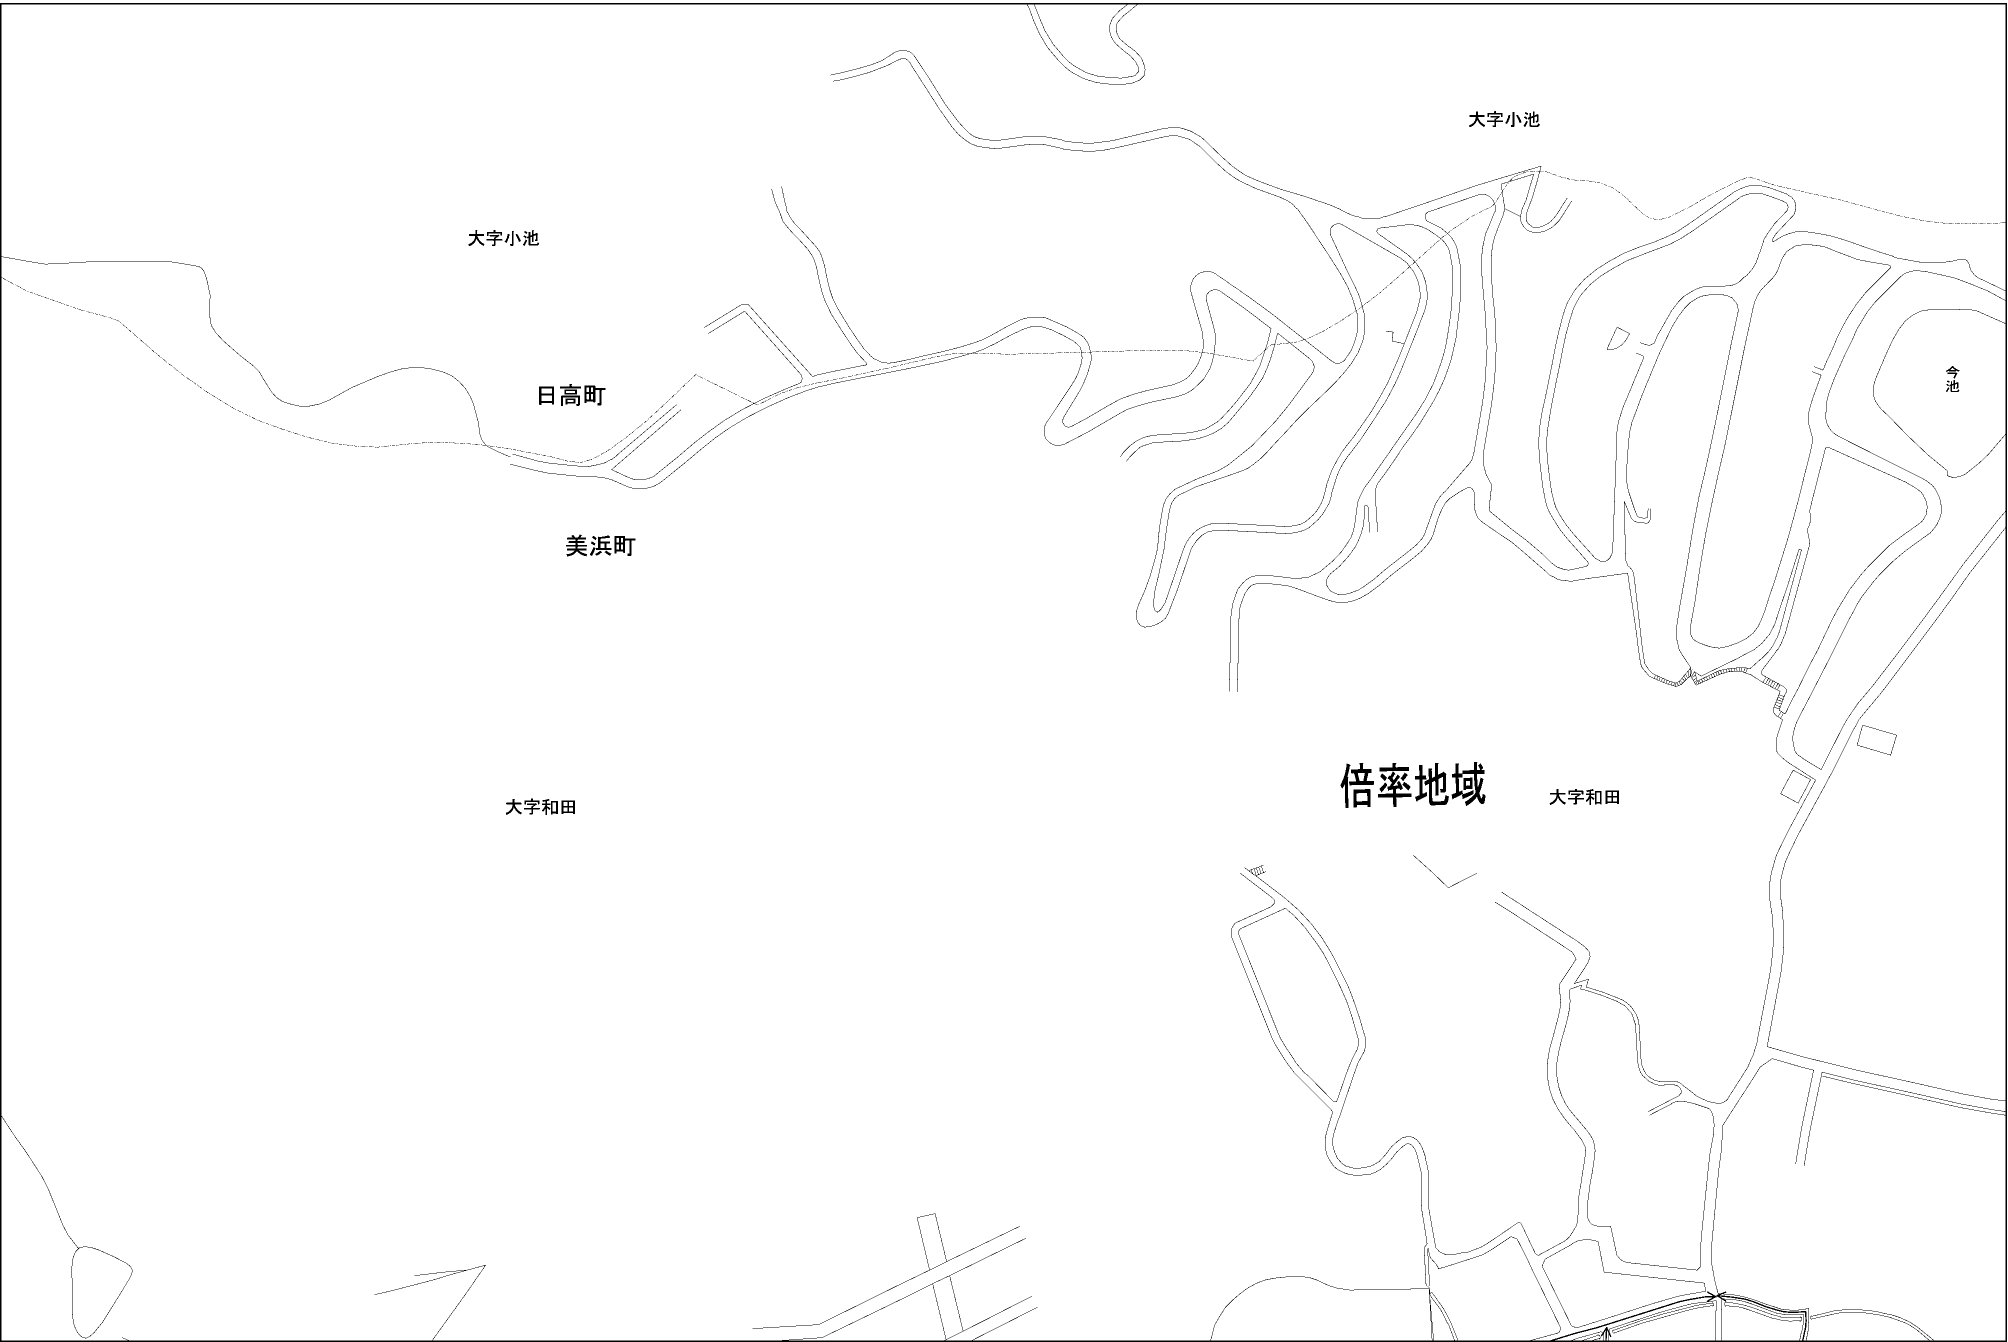 大字小池
大字小池
今池
日高町
美浜町
倍率地域
大字和田
大字和田